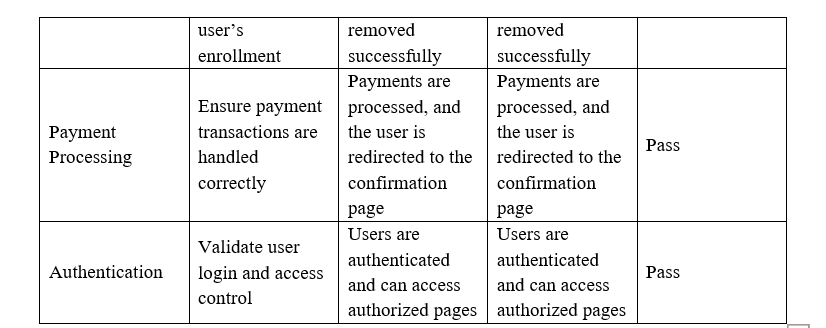 user’s
enrollment
removed
successfully
removed
successfully
Payment
Processing
Ensure payment
transactions are
handled
correctly
Payments are
processed, and
the user is
redirected to the
confirmation
page
Payments are
processed, and
the user is
redirected to the
confirmation
page
Pass
Authentication
Validate user
login and access
control
Users are
authenticated
and can access
authorized pages
Users are
authenticated
and can access
authorized pages
Pass